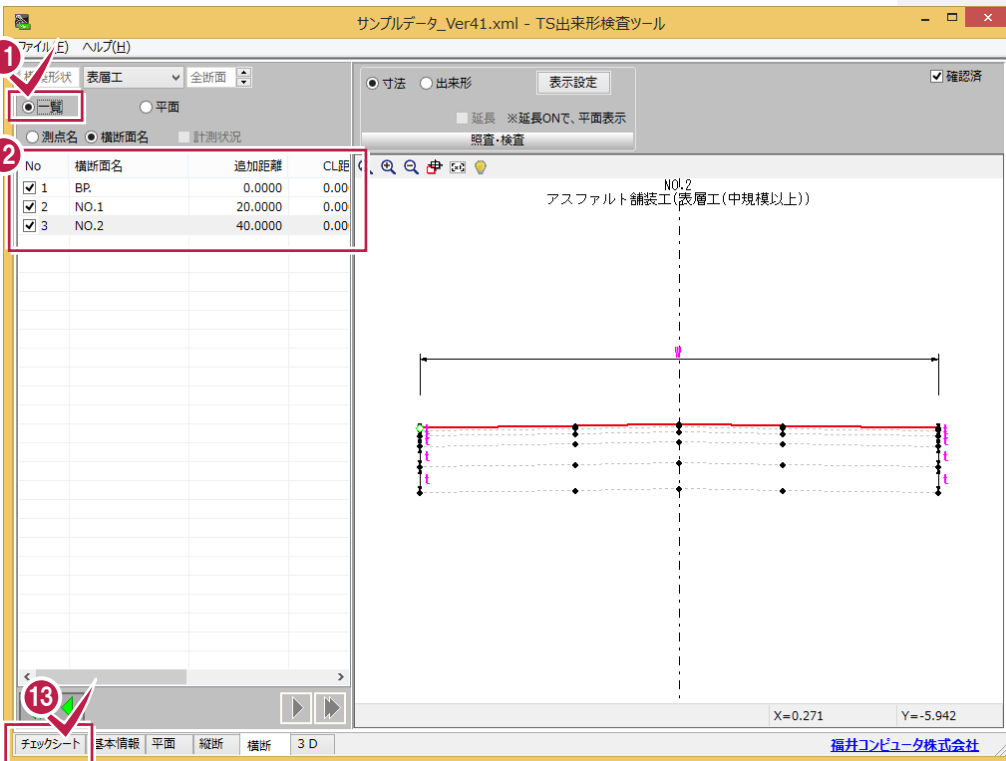 サンプルデータ_Ver41.xml - TS出来形検査ツール
ファイル(F) ヘルプ(H)
1
形状 表層工 全断面
一覧 平面
測点名 横断面名 計測状況
寸法 出来形 表示設定
確認済
延長 ※延長ONで、平面表示
照査・検査
2
No 横断面名 追加距離 CL距
1 BP. 0.0000 0.00
2 NO.1 20.0000 0.00
3 NO.2 40.0000 0.00
NO.2
アスファルト舗装工(表層工(中規模以上))
W
t t
t t
t t
13
X=0.271 Y=-5.942
チェックシート 基本情報 平面 縦断 横断 3D
福井コンピュータ株式会社